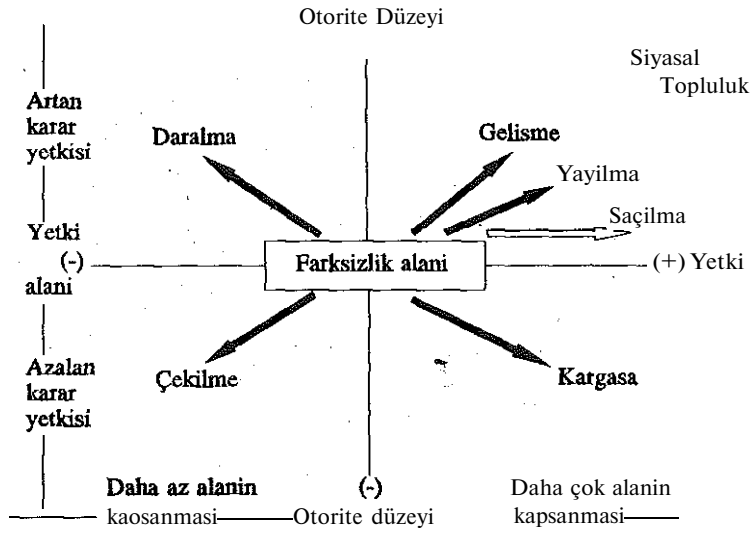 Otorite Düzeyi
Siyasal
Topluluk
Artan
karar
yetkisi
Daralma
Gelisme
Yayilma
Saçilma
Yetki
(-)
alani
Farksizlik alani
(+) Yetki
Azalan
karar
yetkisi
Çekilme
Kargasa
Daha az alanin
kaosanmasi
(-)
Otorite düzeyi
Daha çok alanin
kapsanmasi